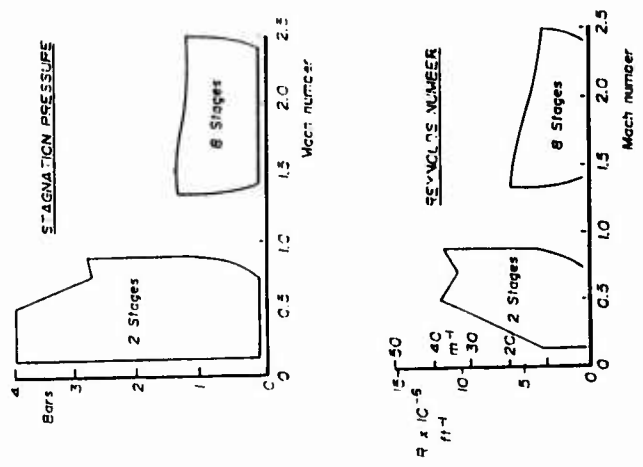 STAGNATION PRESSURE
4
3
2
1
0
Bars
2 Stages
8 Stages
0
0.5
1.0
1.5
2.0
2.5
Mach number
REYNOLDS NUMBER
R x 10⁻⁶
ft⁻¹
m⁻¹
15
10
5
0
50
40
30
20
2 Stages
8 Stages
0
0.5
1.0
1.5
2.0
2.5
Mach number